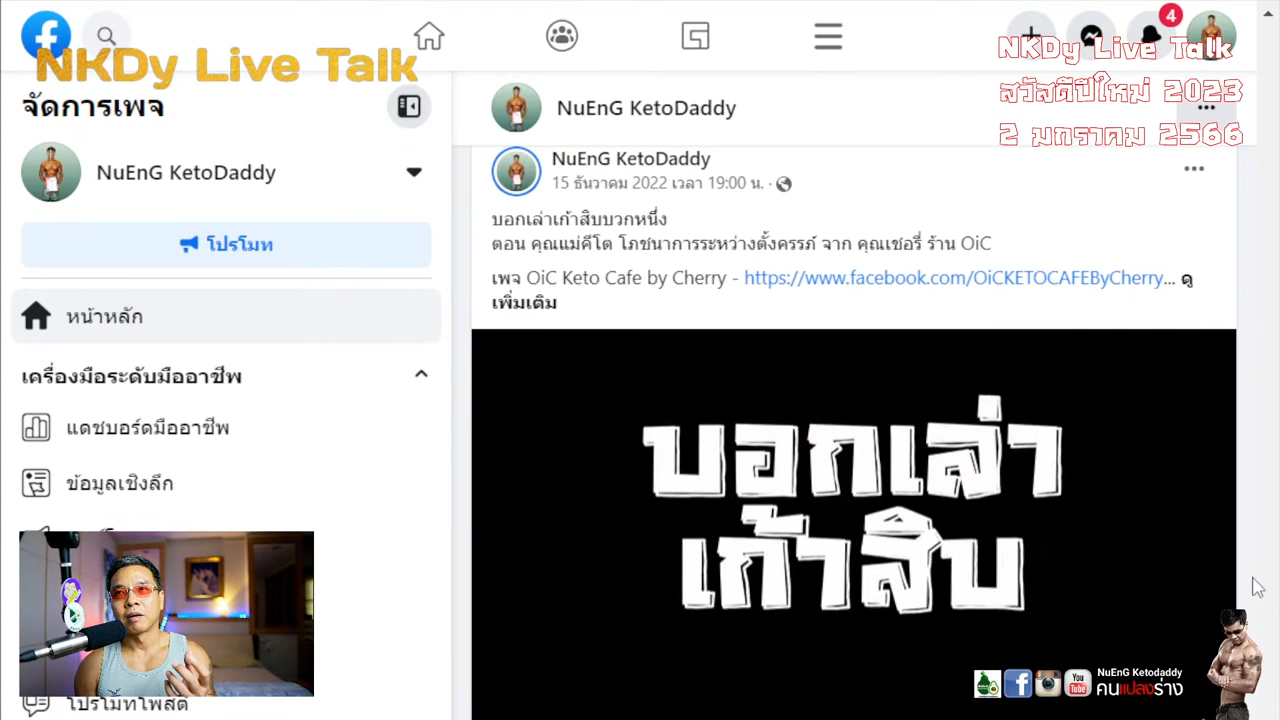 NKDy Live Talk
NKDy Live Talk
สวัสดีปีใหม่ 2023
2 มกราคม 2566
4
จัดการเพจ
NuEnG KetoDaddy
โปรโมท
หน้าหลัก
เครื่องมือระดับมืออาชีพ
แดชบอร์ดมืออาชีพ
ข้อมูลเชิงลึก
โปรโมทโพสต์
NuEnG KetoDaddy
NuEnG KetoDaddy
15 ธันวาคม 2022 เวลา 19:00 น. ·
บอกเล่าเก้าสิบบวกหนึ่ง
ตอน คุณแม่คีโต โภชนาการระหว่างตั้งครรภ์ จาก คุณเชอรี่ ร้าน OiC
เพจ OiC Keto Cafe by Cherry - https://www.facebook.com/OiCKETOCAFEByCherry... ดู
เพิ่มเติม
บอกเล่า
เก้าสิบ
You
Tube
NuEnG Ketodaddy
คนแปลงร่าง